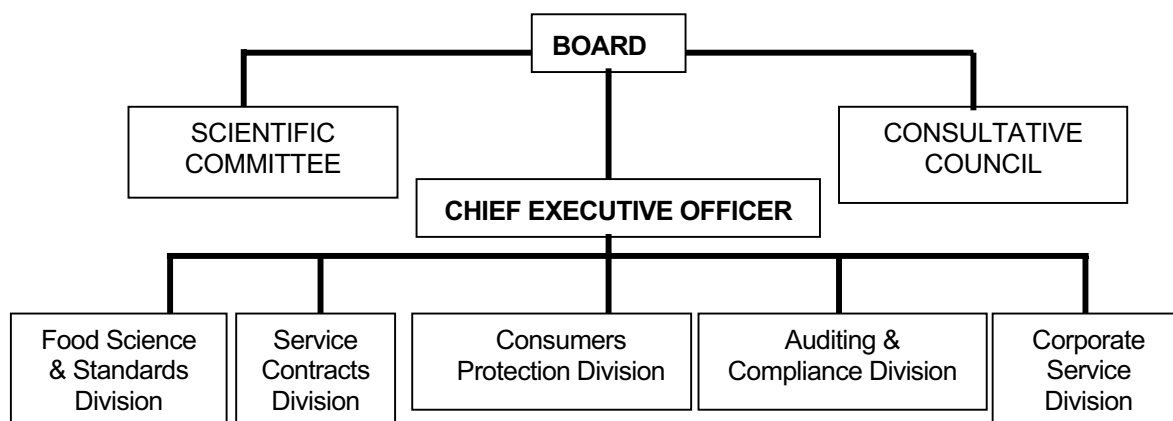 BOARD
SCIENTIFIC
COMMITTEE
CONSULTATIVE
COUNCIL
CHIEF EXECUTIVE OFFICER
Food Science
& Standards
Division
Service
Contracts
Division
Consumers
Protection Division
Auditing &
Compliance Division
Corporate
Service
Division